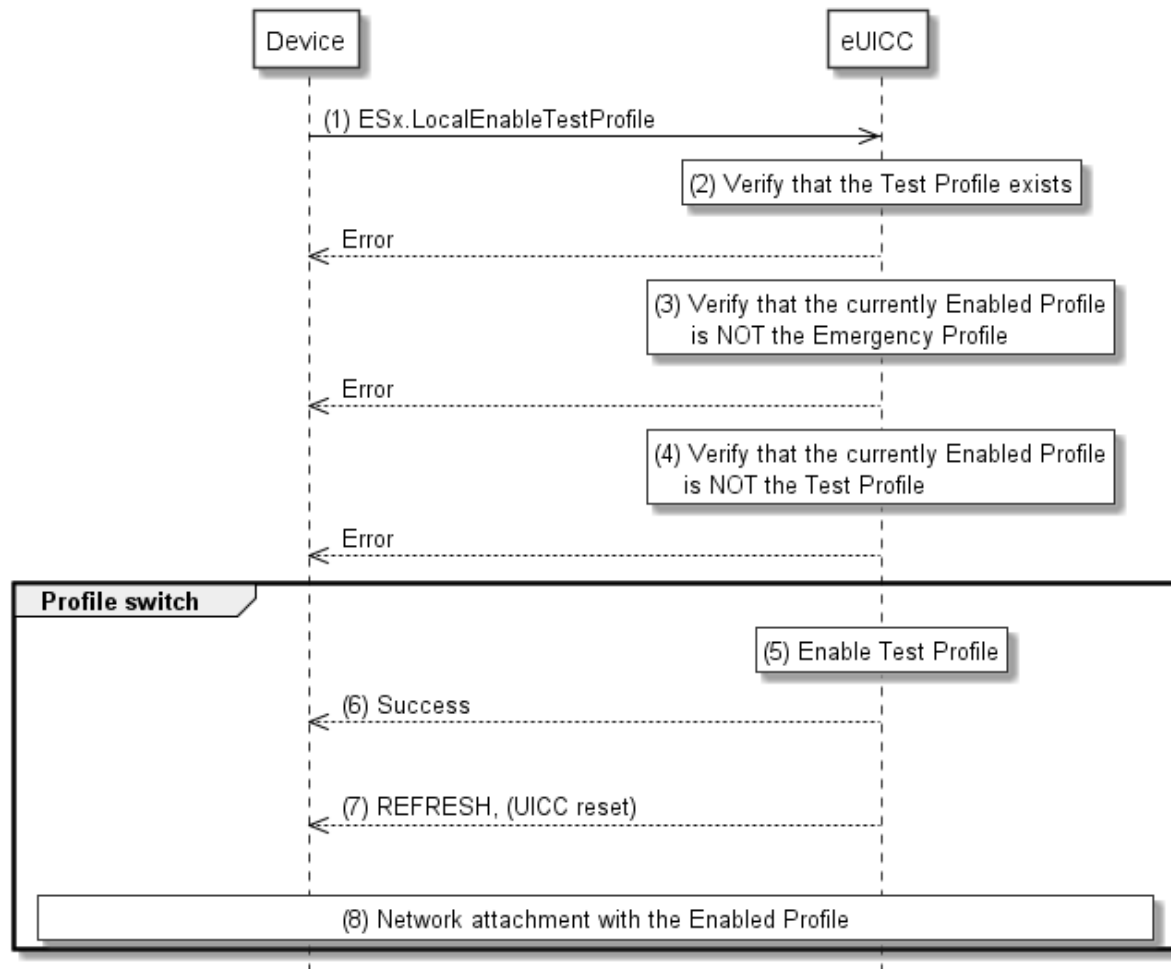 Device
eUICC
(1) ESx.LocalEnableTestProfile
(2) Verify that the Test Profile exists
Error
(3) Verify that the currently Enabled Profile
is NOT the Emergency Profile
Error
(4) Verify that the currently Enabled Profile
is NOT the Test Profile
Error
Profile switch
(5) Enable Test Profile
(6) Success
(7) REFRESH, (UICC reset)
(8) Network attachment with the Enabled Profile